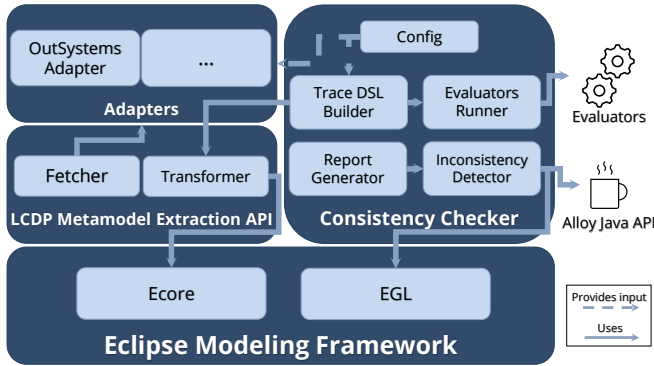 OutSystems
Adapter
...
Adapters
Fetcher
Transformer
LCDP Metamodel Extraction API
Config
Trace DSL
Builder
Evaluators
Runner
Report
Generator
Inconsistency
Detector
Consistency Checker
Evaluators
Alloy Java API
Ecore
EGL
Eclipse Modeling Framework
Provides input
Uses